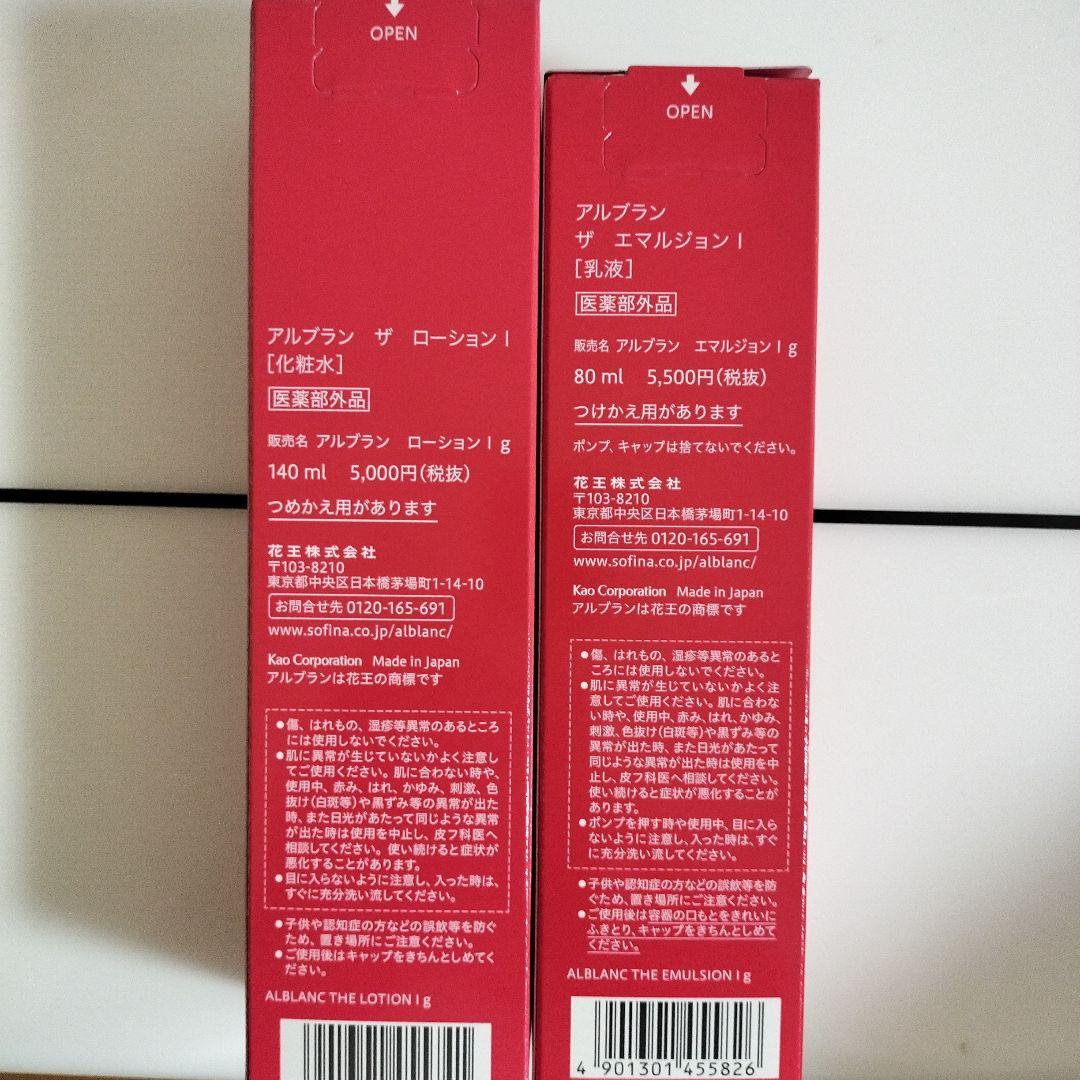 OPEN
アルブラン ザ ローション I
[化粧水]
医薬部外品
販売名 アルブラン ローション I g
140 ml 5,000円(税抜)
つめかえ用があります
花王株式会社
〒103-8210
東京都中央区日本橋茅場町1-14-10
お問合せ先 0120-165-691
www.sofina.co.jp/alblanc/
Kao Corporation Made in Japan
アルブランは花王の商標です
●傷、はれもの、湿疹等異常のあるところ
には使用しないでください。
●肌に異常が生じていないかよく注意し
てご使用ください。肌に合わない時や、
使用中、赤み、はれ、かゆみ、刺激、色
抜け(白斑等)や黒ずみ等の異常が出た
時、また日光があたって同じような異常
が出た時は使用を中止し、皮フ科医へ
相談してください。使い続けると症状が
悪化することがあります。
●目に入らないように注意し、入った時は、
すぐに充分洗い流してください。
●子供や認知症の方などの誤飲等を防ぐ
ため、置き場所にご注意ください。
●ご使用後はキャップをきちんとしめてく
ださい。
ALBLANC THE LOTION I g
OPEN
アルブラン
ザ エマルジョン I
[乳液]
医薬部外品
販売名 アルブラン エマルジョン I g
80 ml 5,500円(税抜)
つけかえ用があります
ポンプ、キャップは捨てないでください。
花王株式会社
〒103-8210
東京都中央区日本橋茅場町1-14-10
お問合せ先 0120-165-691
www.sofina.co.jp/alblanc/
Kao Corporation Made in Japan
アルブランは花王の商標です
●傷、はれもの、湿疹等異常のあると
ころには使用しないでください。
●肌に異常が生じていないかよく注
意してご使用ください。肌に合わな
い時や、使用中、赤み、はれ、かゆみ、
刺激、色抜け(白斑等)や黒ずみ等の
異常が出た時、また日光があたって
同じような異常が出た時は使用を中
止し、皮フ科医へ相談してください。
使い続けると症状が悪化することが
あります。
●ポンプを押す時や使用中、目に入ら
ないように注意し、入った時は、すぐ
に充分洗い流してください。
●子供や認知症の方などの誤飲等を防
ぐため、置き場所にご注意ください。
●ご使用後は容器の口もとをきれいに
ふきとり、キャップをきちんとしめて
ください。
ALBLANC THE EMULSION I g
4 901301 455826